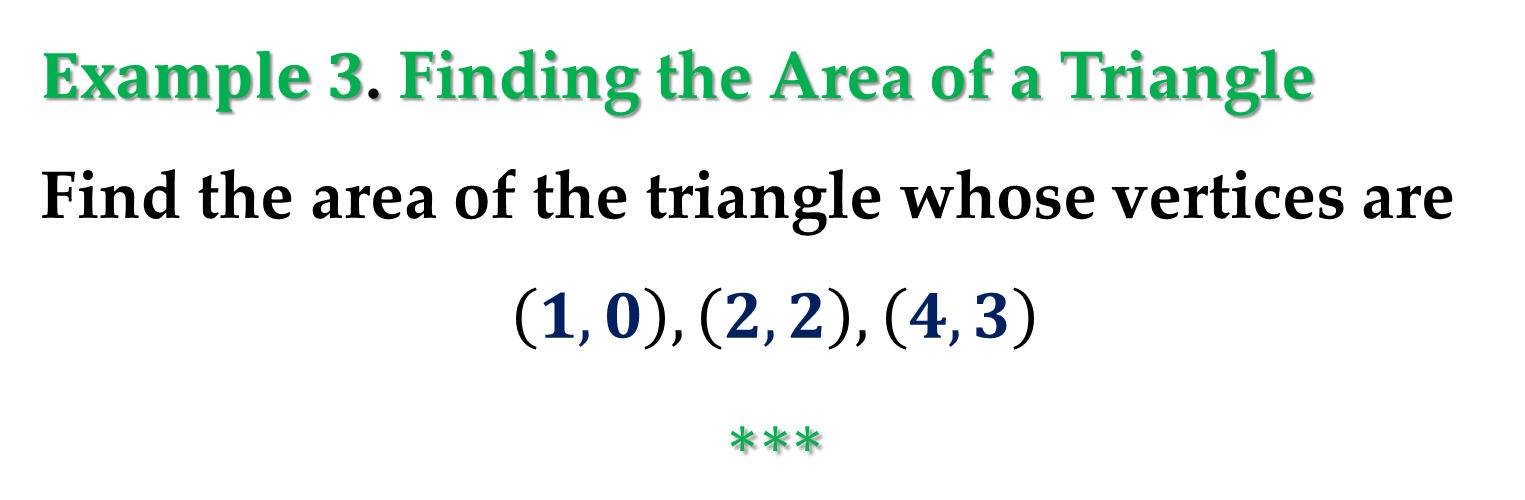 Example 3. Finding the Area of a Triangle
Find the area of the triangle whose vertices are
(1, 0), (2, 2), (4, 3)
***